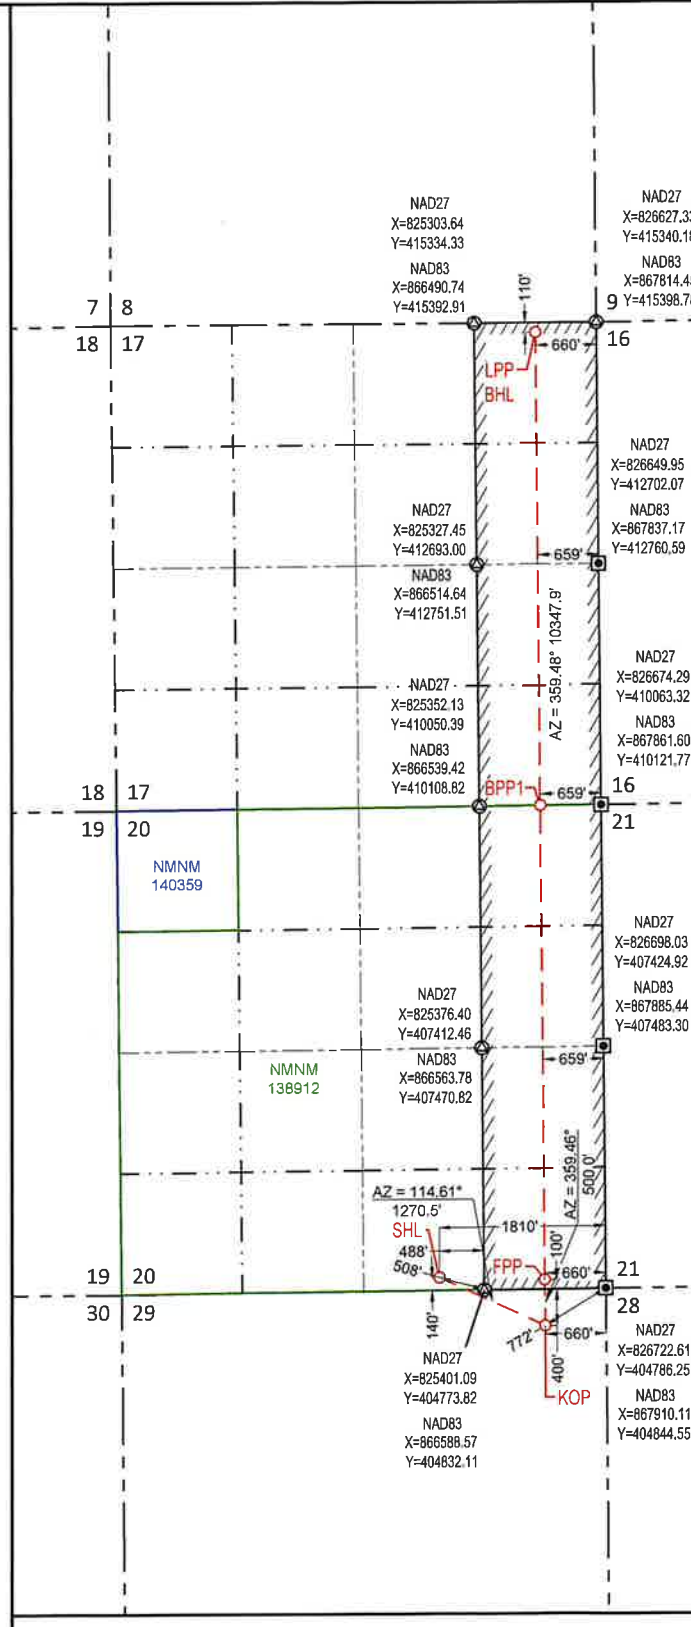 NAD27
X=825303.64
Y=415334.33
NAD83
X=866490.74
Y=415392.91
NAD27
X=826627.33
Y=415340.18
NAD83
X=867814.45
Y=415398.78
110'
7 8
18 17
9
16
660'
LPP
BHL
NAD27
X=826649.95
Y=412702.07
NAD83
X=867837.17
Y=412760.59
NAD27
X=825327.45
Y=412693.00
NAD83
X=866514.64
Y=412751.51
659'
AZ = 359.48° 10347.9'
NAD27
X=826674.29
Y=410063.32
NAD83
X=867861.60
Y=410121.77
NAD27
X=825352.13
Y=410050.39
NAD83
X=866539.42
Y=410108.82
18 17
19 20
BPP1
659'
16
21
NMNM
140359
NAD27
X=826698.03
Y=407424.92
NAD83
X=867885.44
Y=407483.30
NAD27
X=825376.40
Y=407412.46
NAD83
X=866563.78
Y=407470.82
659'
NMNM
138912
AZ = 359.46°
500.0'
AZ = 114.61°
1270.5'
SHL
1810'
488'
508'
100'
FPP
660'
19 20
30 29
21
28
140'
772'
660'
400'
KOP
NAD27
X=825401.09
Y=404773.82
NAD83
X=866588.57
Y=404832.11
NAD27
X=826722.61
Y=404786.25
NAD83
X=867910.11
Y=404844.55